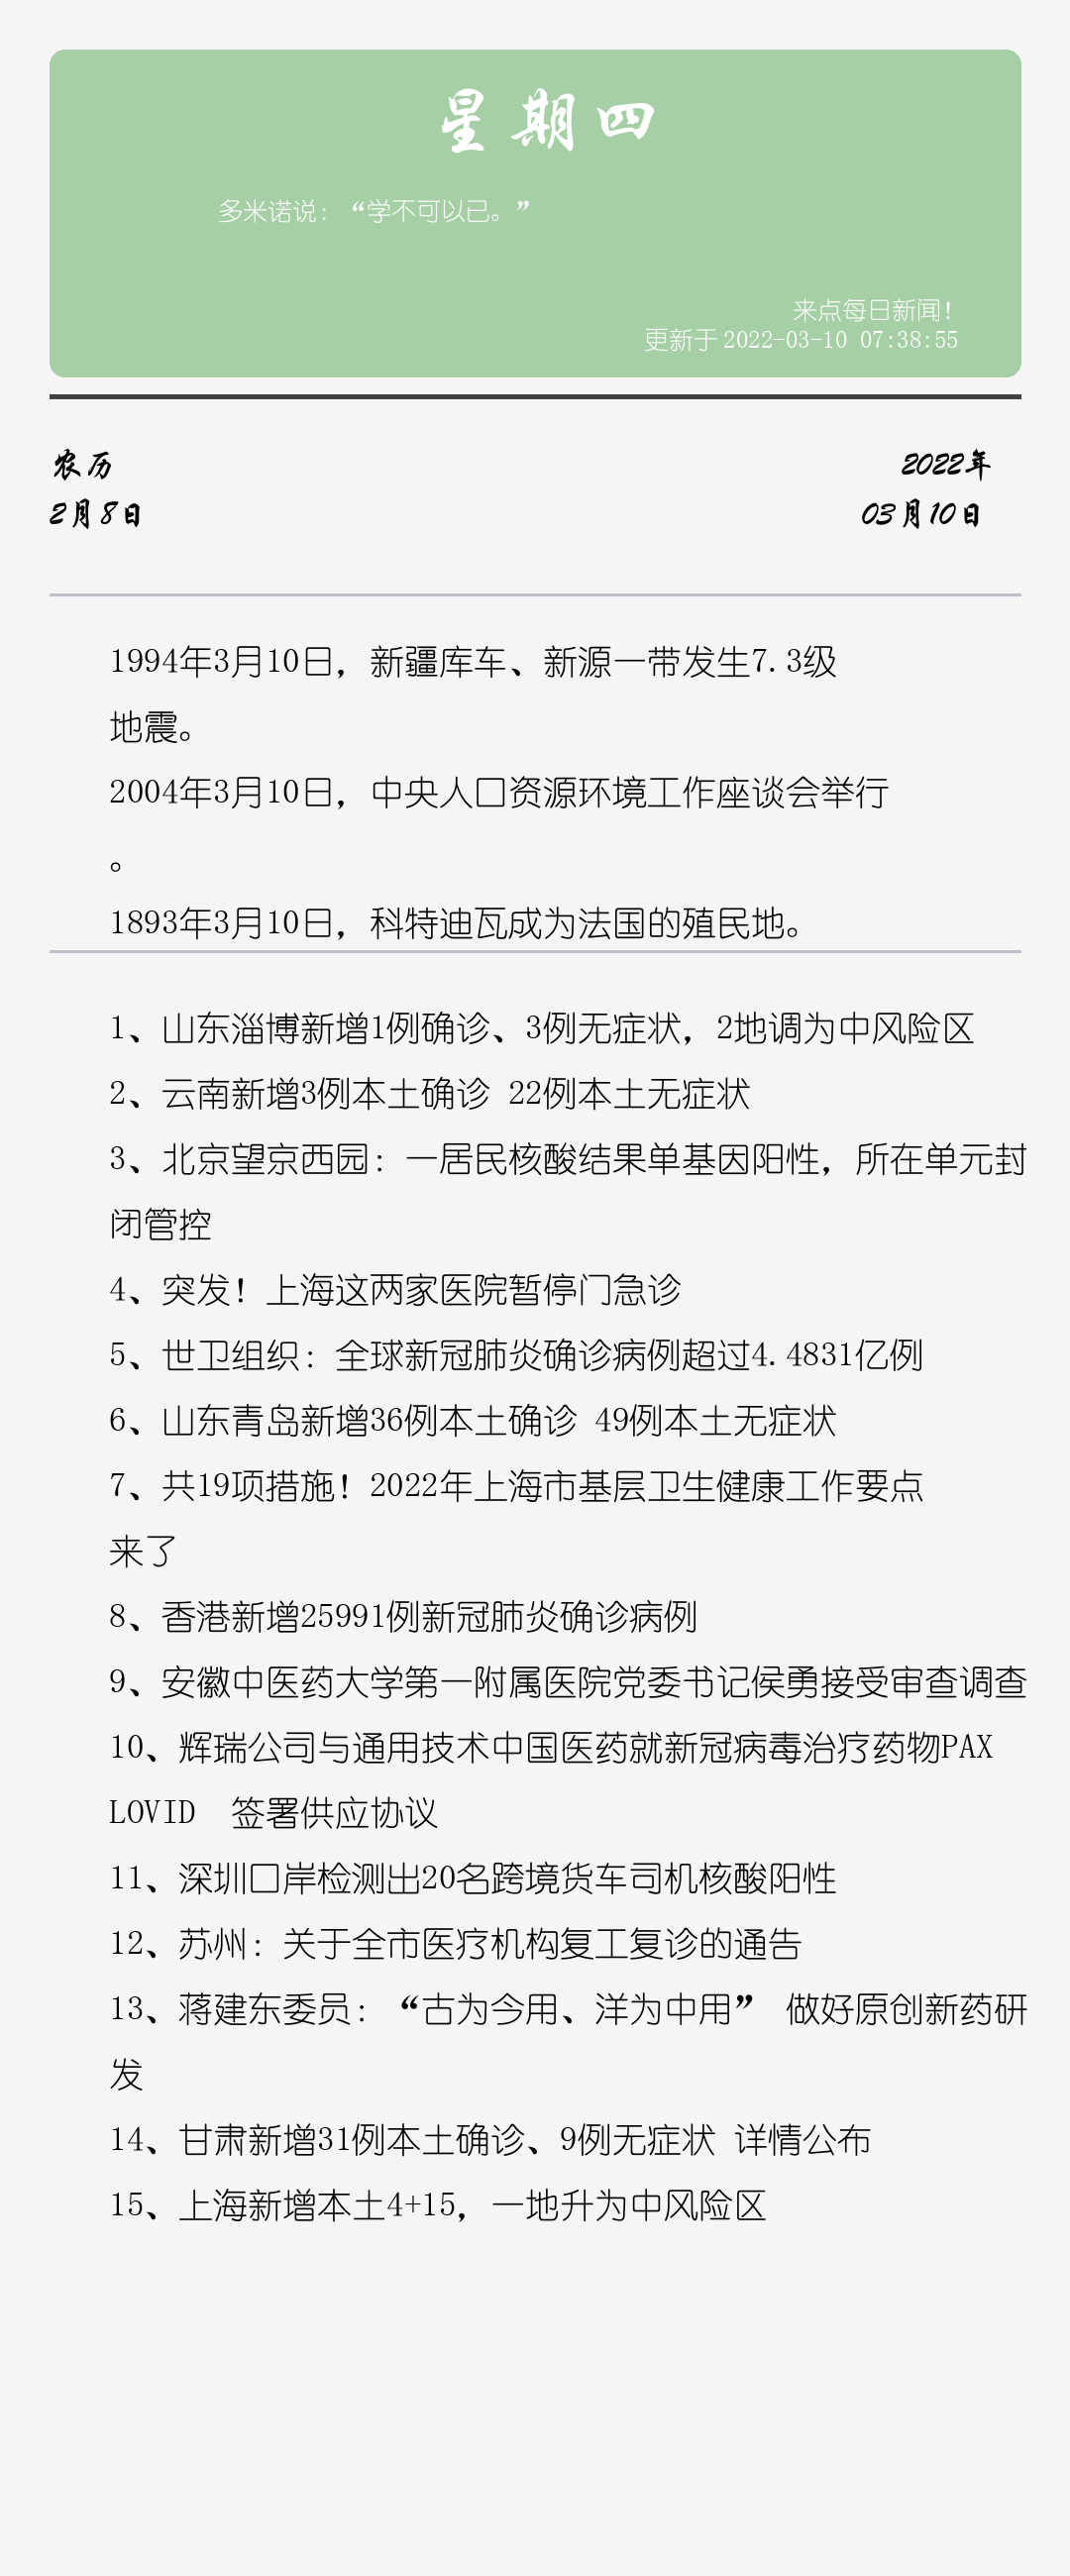 星期四
多米诺说：“学不可以已。”
来点每日新闻！
更新于 2022-03-10 07:38:55
农历
2022年
2月8日
03月10日
1994年3月10日，新疆库车、新源一带发生7.3级
地震。
2004年3月10日，中央人口资源环境工作座谈会举行
。
1893年3月10日，科特迪瓦成为法国的殖民地。
1、山东淄博新增1例确诊、3例无症状，2地调为中风险区
2、云南新增3例本土确诊 22例本土无症状
3、北京望京西园：一居民核酸结果单基因阳性，所在单元封
闭管控
4、突发！上海这两家医院暂停门急诊
5、世卫组织：全球新冠肺炎确诊病例超过4.4831亿例
6、山东青岛新增36例本土确诊 49例本土无症状
7、共19项措施！2022年上海市基层卫生健康工作要点
来了
8、香港新增25991例新冠肺炎确诊病例
9、安徽中医药大学第一附属医院党委书记侯勇接受审查调查
10、辉瑞公司与通用技术中国医药就新冠病毒治疗药物PAX
LOVID  签署供应协议
11、深圳口岸检测出20名跨境货车司机核酸阳性
12、苏州：关于全市医疗机构复工复诊的通告
13、蒋建东委员：“古为今用、洋为中用” 做好原创新药研
发
14、甘肃新增31例本土确诊、9例无症状 详情公布
15、上海新增本土4+15，一地升为中风险区